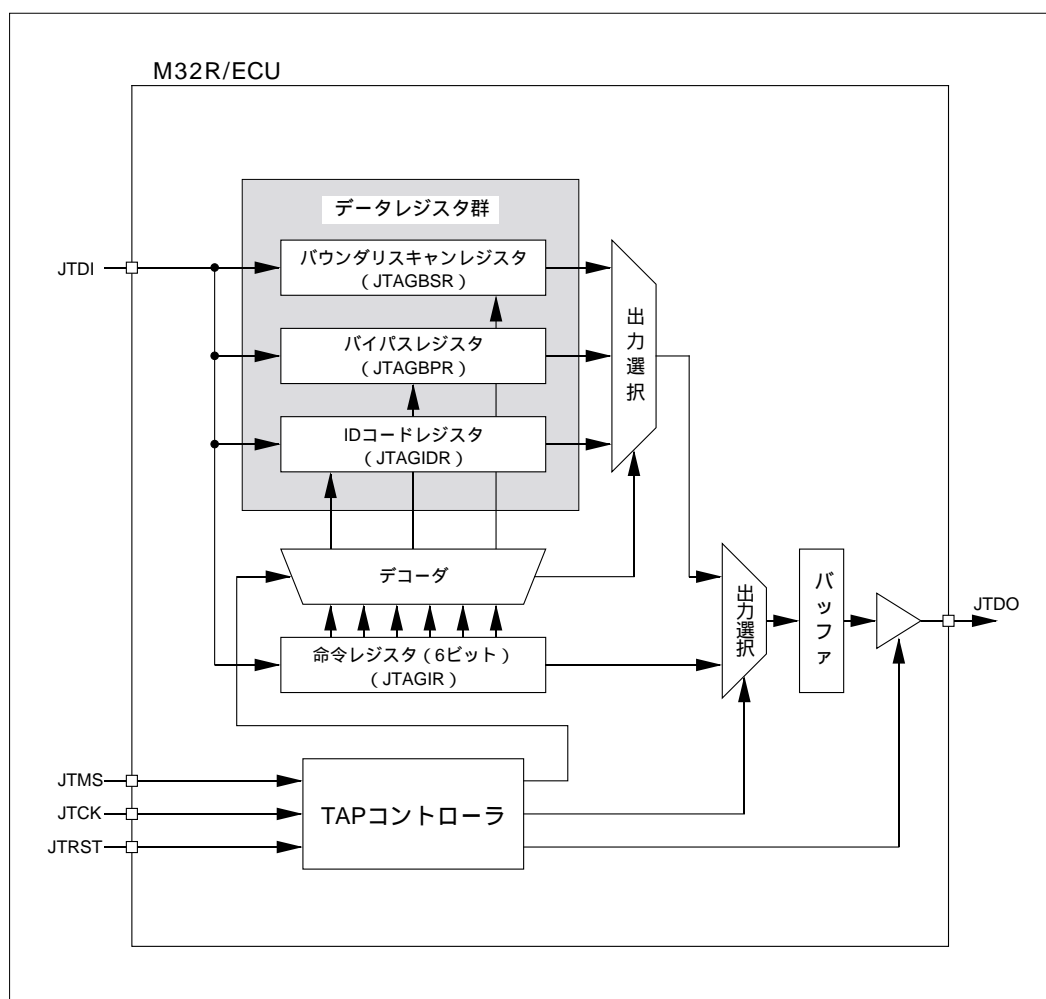 M32R/ECU
データレジスタ群
JTDI
バウンダリスキャンレジスタ
(JTAGBSR)
バイパスレジスタ
(JTAGBPR)
IDコードレジスタ
(JTAGIDR)
出力選択
デコーダ
命令レジスタ(6ビット)
(JTAGIR)
出力選択
バッファ
JTDO
JTMS
JTCK
JTRST
TAPコントローラ